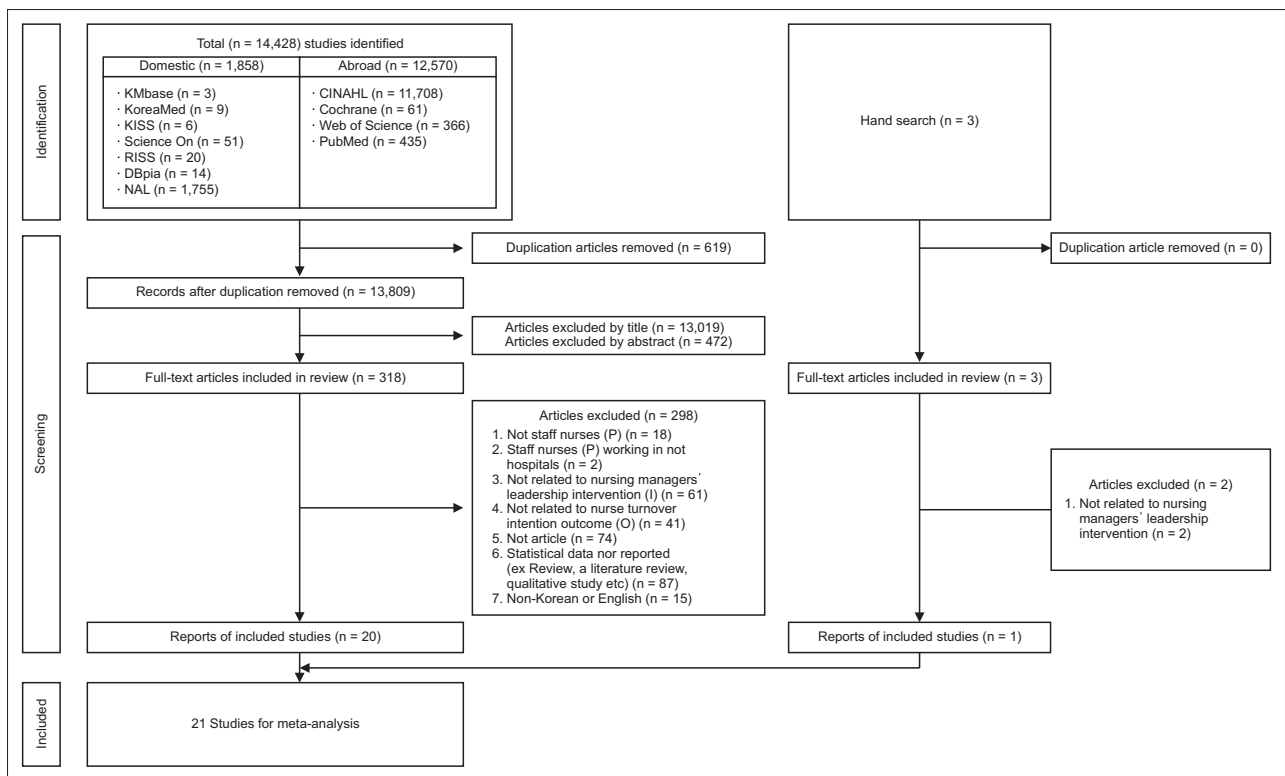 Identification
Total (n = 14,428) studies identified
Domestic (n = 1,858)
Abroad (n = 12,570)
· KMbase (n = 3)
· KoreaMed (n = 9)
· KISS (n = 6)
· Science On (n = 51)
· RISS (n = 20)
· DBpia (n = 14)
· NAL (n = 1,755)
· CINAHL (n = 11,708)
· Cochrane (n = 61)
· Web of Science (n = 366)
· PubMed (n = 435)
Hand search (n = 3)
Screening
Duplication articles removed (n = 619)
Duplication article removed (n = 0)
Records after duplication removed (n = 13,809)
Articles excluded by title (n = 13,019)
Articles excluded by abstract (n = 472)
Full-text articles included in review (n = 318)
Full-text articles included in review (n = 3)
Articles excluded (n = 298)
1. Not staff nurses (P) (n = 18)
2. Staff nurses (P) working in not
hospitals (n = 2)
3. Not related to nursing managers'
leadership intervention (I) (n = 61)
4. Not related to nurse turnover
intention outcome (O) (n = 41)
5. Not article (n = 74)
6. Statistical data nor reported
(ex Review, a literature review,
qualitative study etc) (n = 87)
7. Non-Korean or English (n = 15)
Articles excluded (n = 2)
1. Not related to nursing
managers' leadership
intervention (n = 2)
Reports of included studies (n = 20)
Reports of included studies (n = 1)
Included
21 Studies for meta-analysis